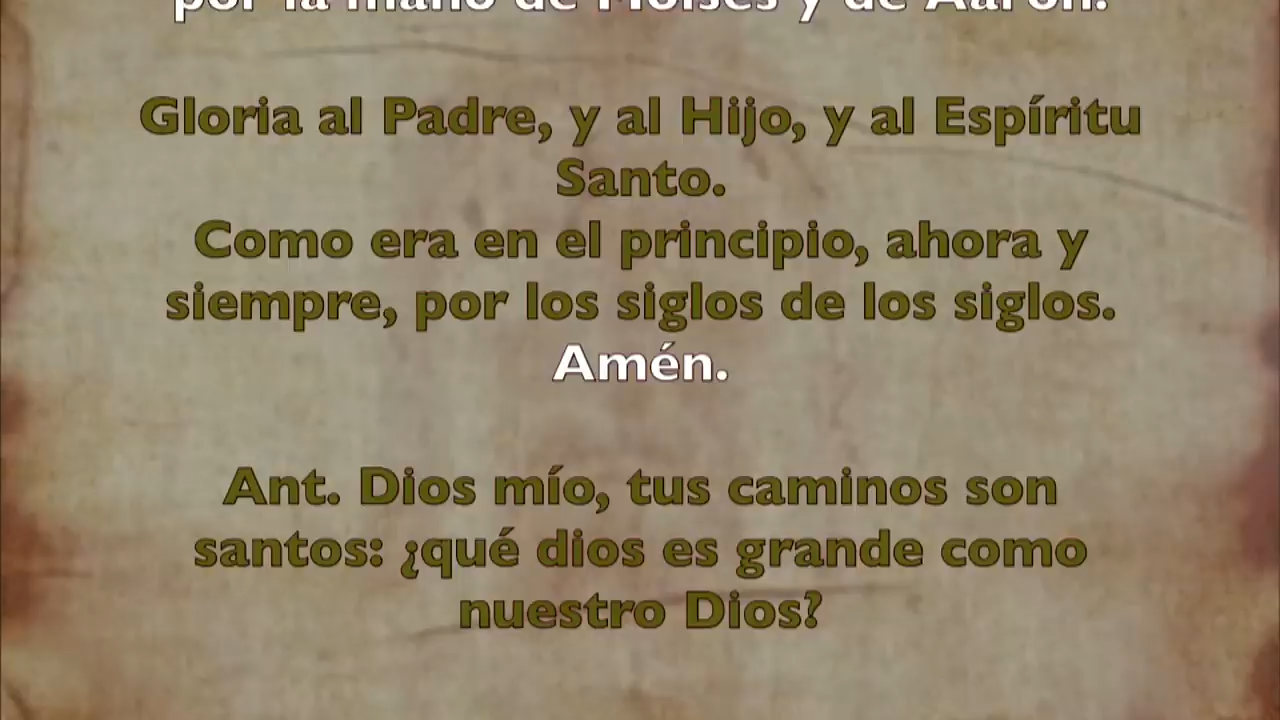 por la mano de Moisés y de Aarón.
Gloria al Padre, y al Hijo, y al Espíritu
Santo.
Como era en el principio, ahora y
siempre, por los siglos de los siglos.
Amén.
Ant. Dios mío, tus caminos son
santos: ¿qué dios es grande como
nuestro Dios?